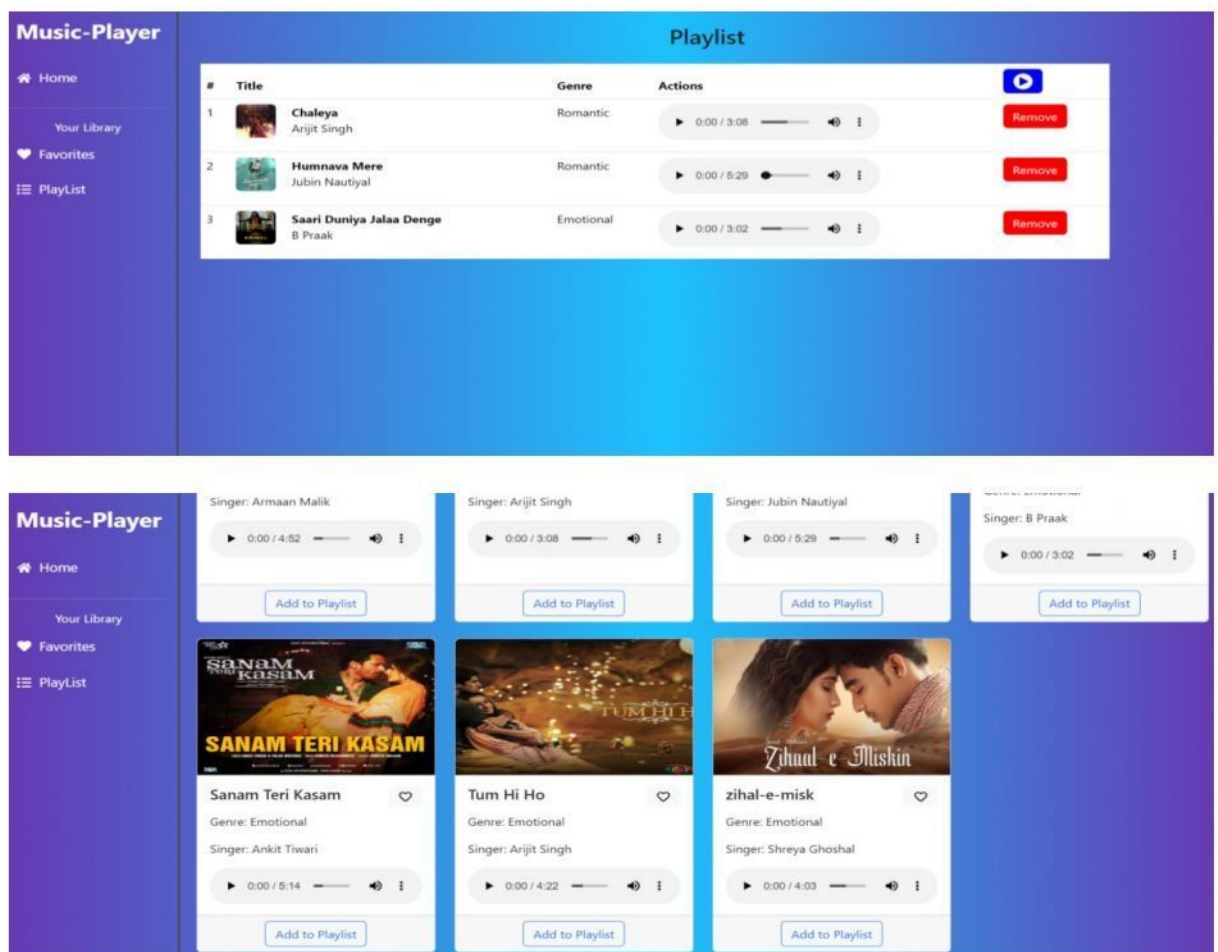 Music-Player
Home
Your Library
Favorites
PlayList
Playlist
# Title Genre Actions
1 Chaleya Romantic 0:00 / 3:08 Remove
Arijit Singh
2 Humnava Mere Romantic 0:00 / 5:29 Remove
Jubin Nautiyal
3 Saari Duniya Jalaa Denge Emotional 0:00 / 3:02 Remove
B Praak
Music-Player
Home
Your Library
Favorites
PlayList
Singer: Armaan Malik
0:00 / 4:52
Add to Playlist
Singer: Arijit Singh
0:00 / 3:08
Add to Playlist
Singer: Jubin Nautiyal
0:00 / 5:29
Add to Playlist
Singer: B Praak
0:00 / 3:02
Add to Playlist
SANAM
TERI KASAM
SANAM TERI KASAM
Sanam Teri Kasam
Genre: Emotional
Singer: Ankit Tiwari
0:00 / 5:14
Add to Playlist
TUM HI H
Tum Hi Ho
Genre: Emotional
Singer: Arijit Singh
0:00 / 4:22
Add to Playlist
Zihaal e Miskin
zihal-e-misk
Genre: Emotional
Singer: Shreya Ghoshal
0:00 / 4:03
Add to Playlist